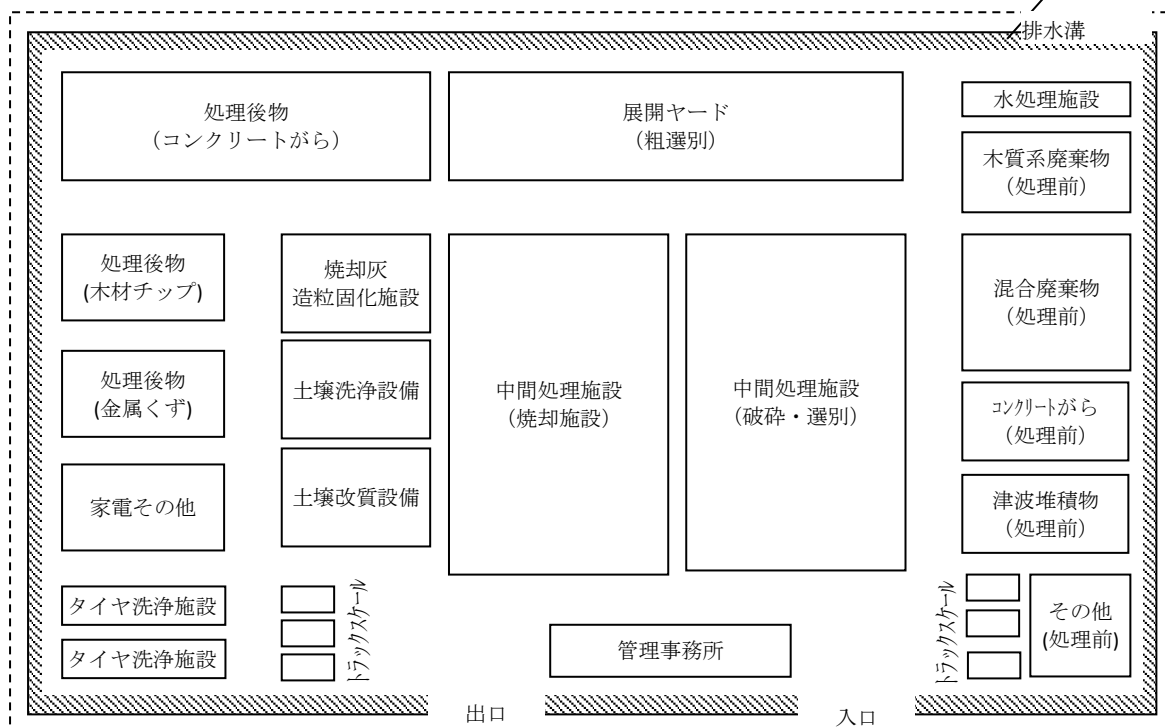 排水溝
処理後物
（コンクリートがら）
展開ヤード
（粗選別）
水処理施設
木質系廃棄物
（処理前）
処理後物
(木材チップ)
焼却灰
造粒固化施設
中間処理施設
（焼却施設）
中間処理施設
（破砕・選別）
混合廃棄物
（処理前）
処理後物
(金属くず)
土壌洗浄設備
ｺﾝｸﾘｰﾄがら
（処理前）
家電その他
土壌改質設備
津波堆積物
（処理前）
タイヤ洗浄施設
タイヤ洗浄施設
トラックスケール
管理事務所
トラックスケール
その他
(処理前)
出口
入口